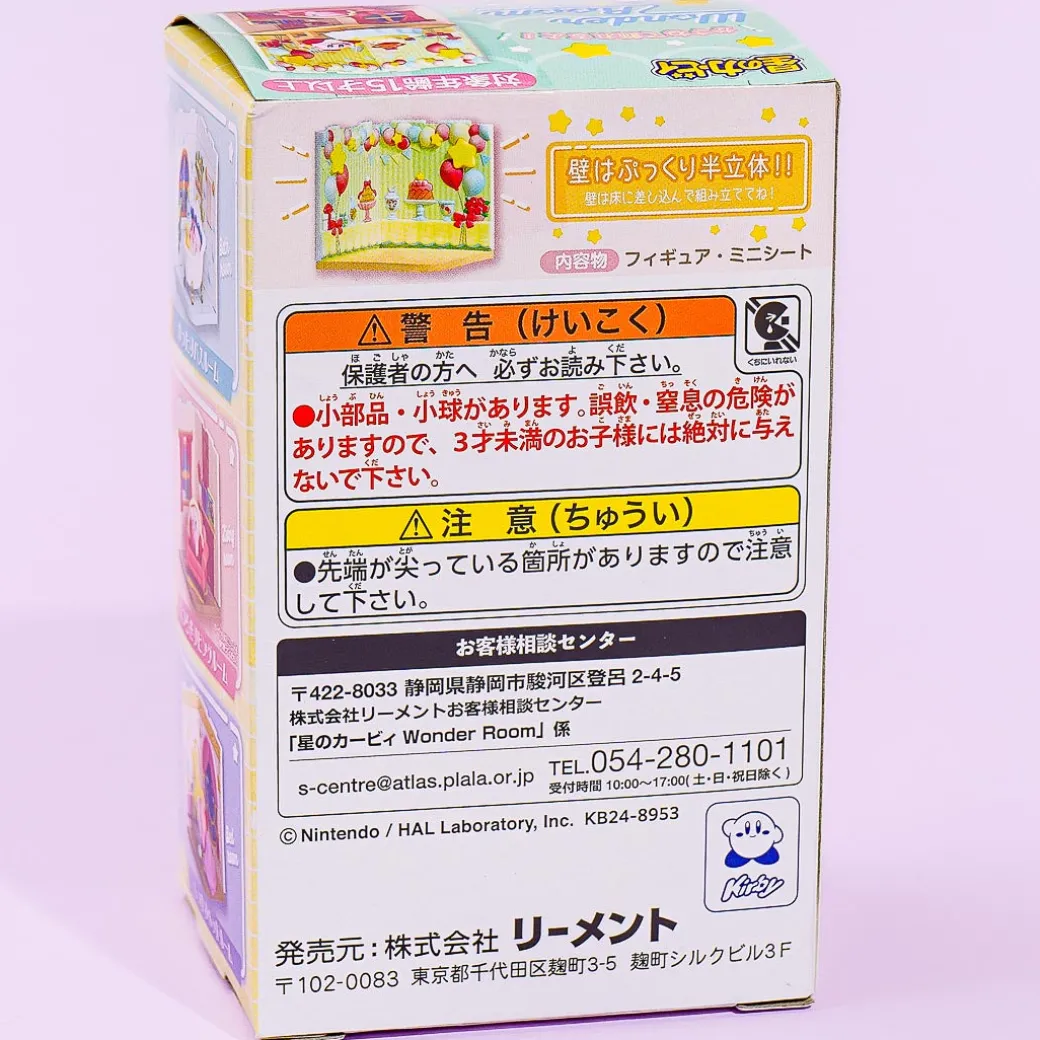 Wonder Room
星のカービィ
対象年齢15才以上
壁はぷっくり半立体!!
壁は床に差し込んで組み立ててね!
内容物 フィギュア・ミニシート
警 告(けいこく)
くちにいれない
保護者の方へ 必ずお読み下さい。
●小部品・小球があります。誤飲・窒息の危険が
ありますので、3才未満のお子様には絶対に与え
ないで下さい。
注 意(ちゅうい)
●先端が尖っている箇所がありますので注意
して下さい。
お客様相談センター
〒422-8033 静岡県静岡市駿河区登呂 2-4-5
株式会社リーメントお客様相談センター
「星のカービィ Wonder Room」係
s-centre@atlas.plala.or.jp
TEL.054-280-1101
受付時間 10:00〜17:00(土・日・祝日除く)
©Nintendo / HAL Laboratory, Inc. KB24-8953
Kirby
発売元:株式会社 リーメント
〒102-0083 東京都千代田区麹町3-5 麹町シルクビル3F